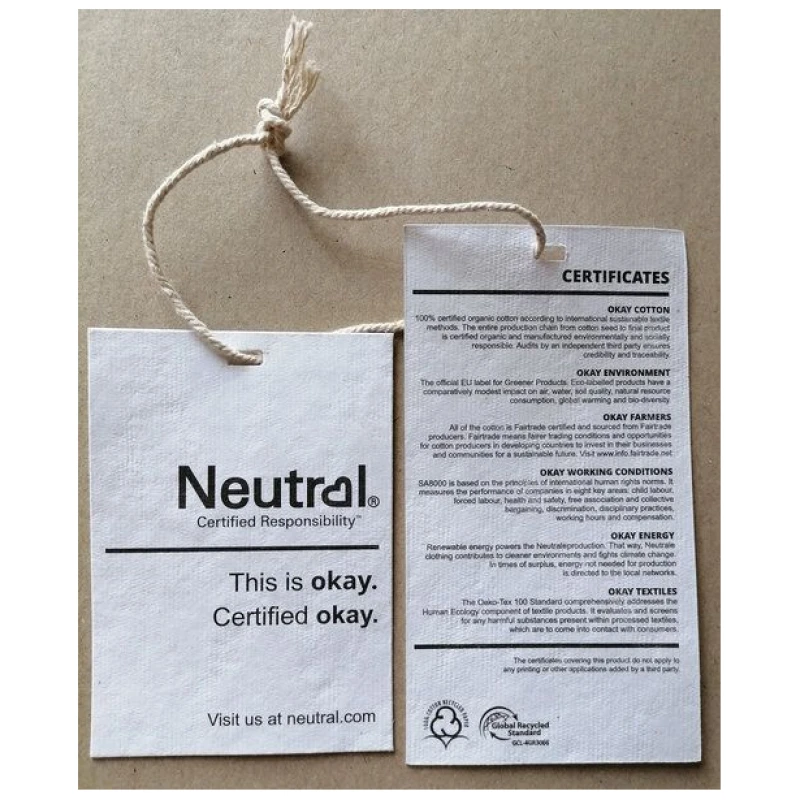 Neutral®
Certified Responsibility™
This is okay.
Certified okay.
Visit us at neutral.com
CERTIFICATES
OKAY COTTON
100% certified organic cotton according to international sustainable textile
methods. The entire production chain from cotton seed to final product
is certified organic and manufactured environmentally and socially
responsible. Audits by an independent third party ensures
credibility and traceability.
OKAY ENVIRONMENT
The official EU label for Greener Products. Eco-labelled products have a
comparatively modest impact on air, water, soil quality, natural resource
consumption, global warming and bio-diversity.
OKAY FARMERS
All of the cotton is Fairtrade certified and sourced from Fairtrade
producers. Fairtrade means fairer trading conditions and opportunities
for cotton producers in developing countries to invest in their businesses
and communities for a sustainable future. Visit www.info.fairtrade.net
OKAY WORKING CONDITIONS
SA8000 is based on the principles of international human rights norms. It
measures the performance of companies in eight key areas: child labour,
forced labour, health and safety, free association and collective
bargaining, discrimination, disciplinary practices,
working hours and compensation.
OKAY ENERGY
Renewable energy powers the Neutral production. That way, Neutral
clothing contributes to cleaner environments and fights climate change.
In times of surplus, energy not needed for production
is directed to the local networks.
OKAY TEXTILES
The Oeko-Tex 100 Standard comprehensively addresses the
Human Ecology component of textile products. It evaluates and screens
for any harmful substances present within processed textiles,
which are to come into contact with consumers.
The certificates covering this product do not apply to
any printing or other applications added by a third part.
100% COTTON RECYCLED PAPER
Global Recycled
Standard